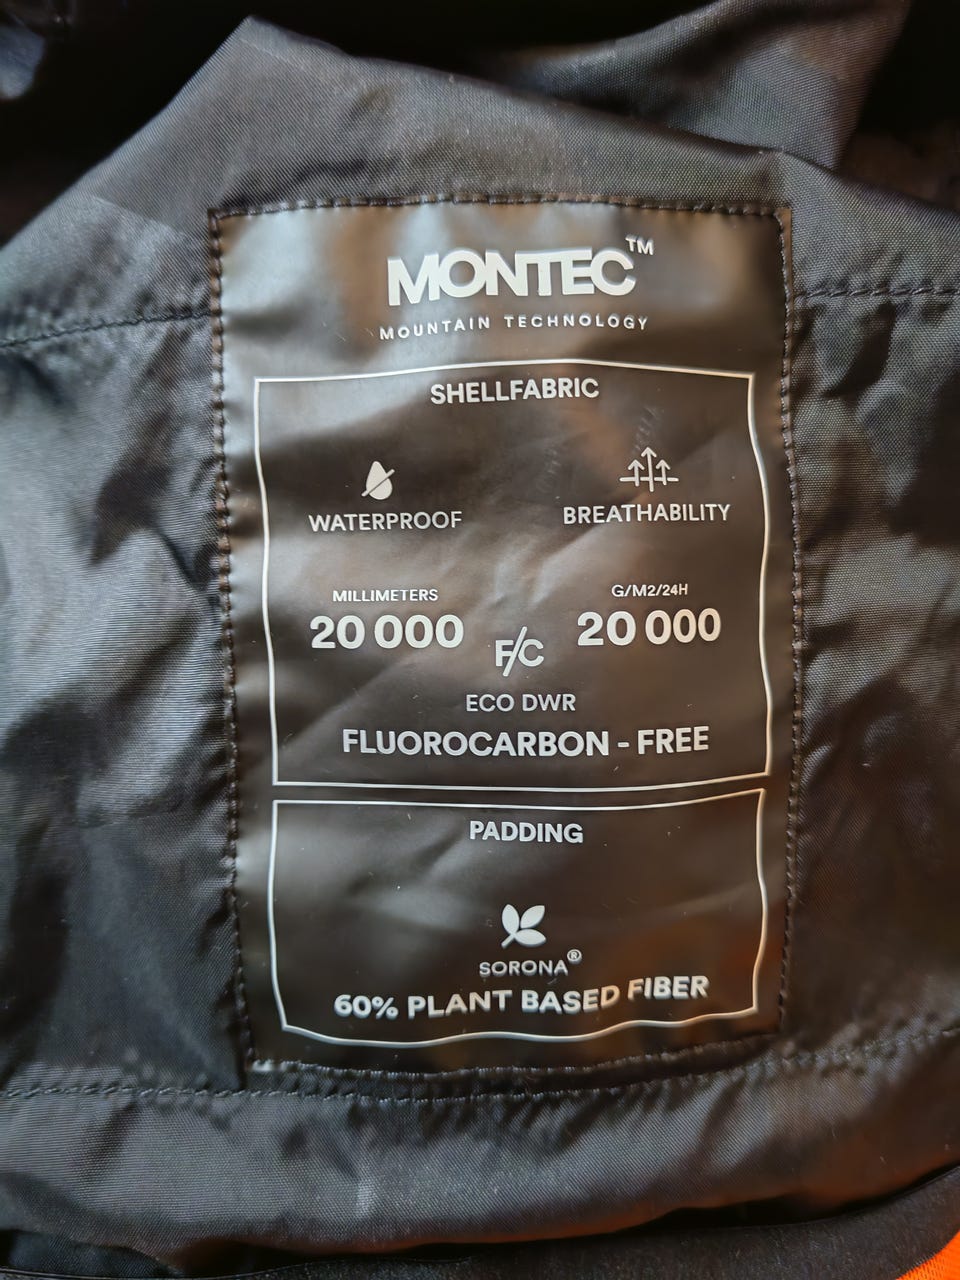 MONTEC™
MOUNTAIN TECHNOLOGY
SHELLFABRIC
WATERPROOF BREATHABILITY
MILLIMETERS G/M2/24H
20 000 20 000
F/C
ECO DWR
FLUOROCARBON - FREE
PADDING
SORONA®
60% PLANT BASED FIBER